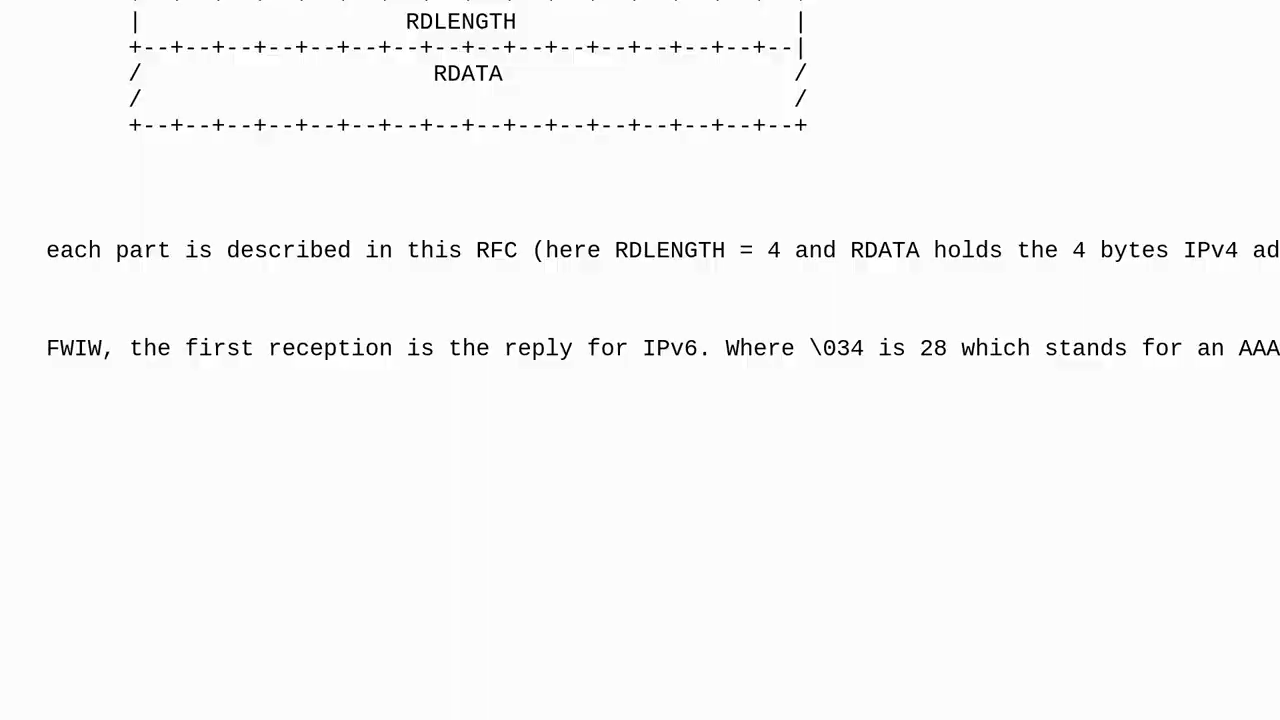 |                   RDLENGTH                    |
+--+--+--+--+--+--+--+--+--+--+--+--+--+--+--+--|
/                     RDATA                     /
/                                               /
+--+--+--+--+--+--+--+--+--+--+--+--+--+--+--+--+
each part is described in this RFC (here RDLENGTH = 4 and RDATA holds the 4 bytes IPv4 ad
FWIW, the first reception is the reply for IPv6. Where \034 is 28 which stands for an AAA